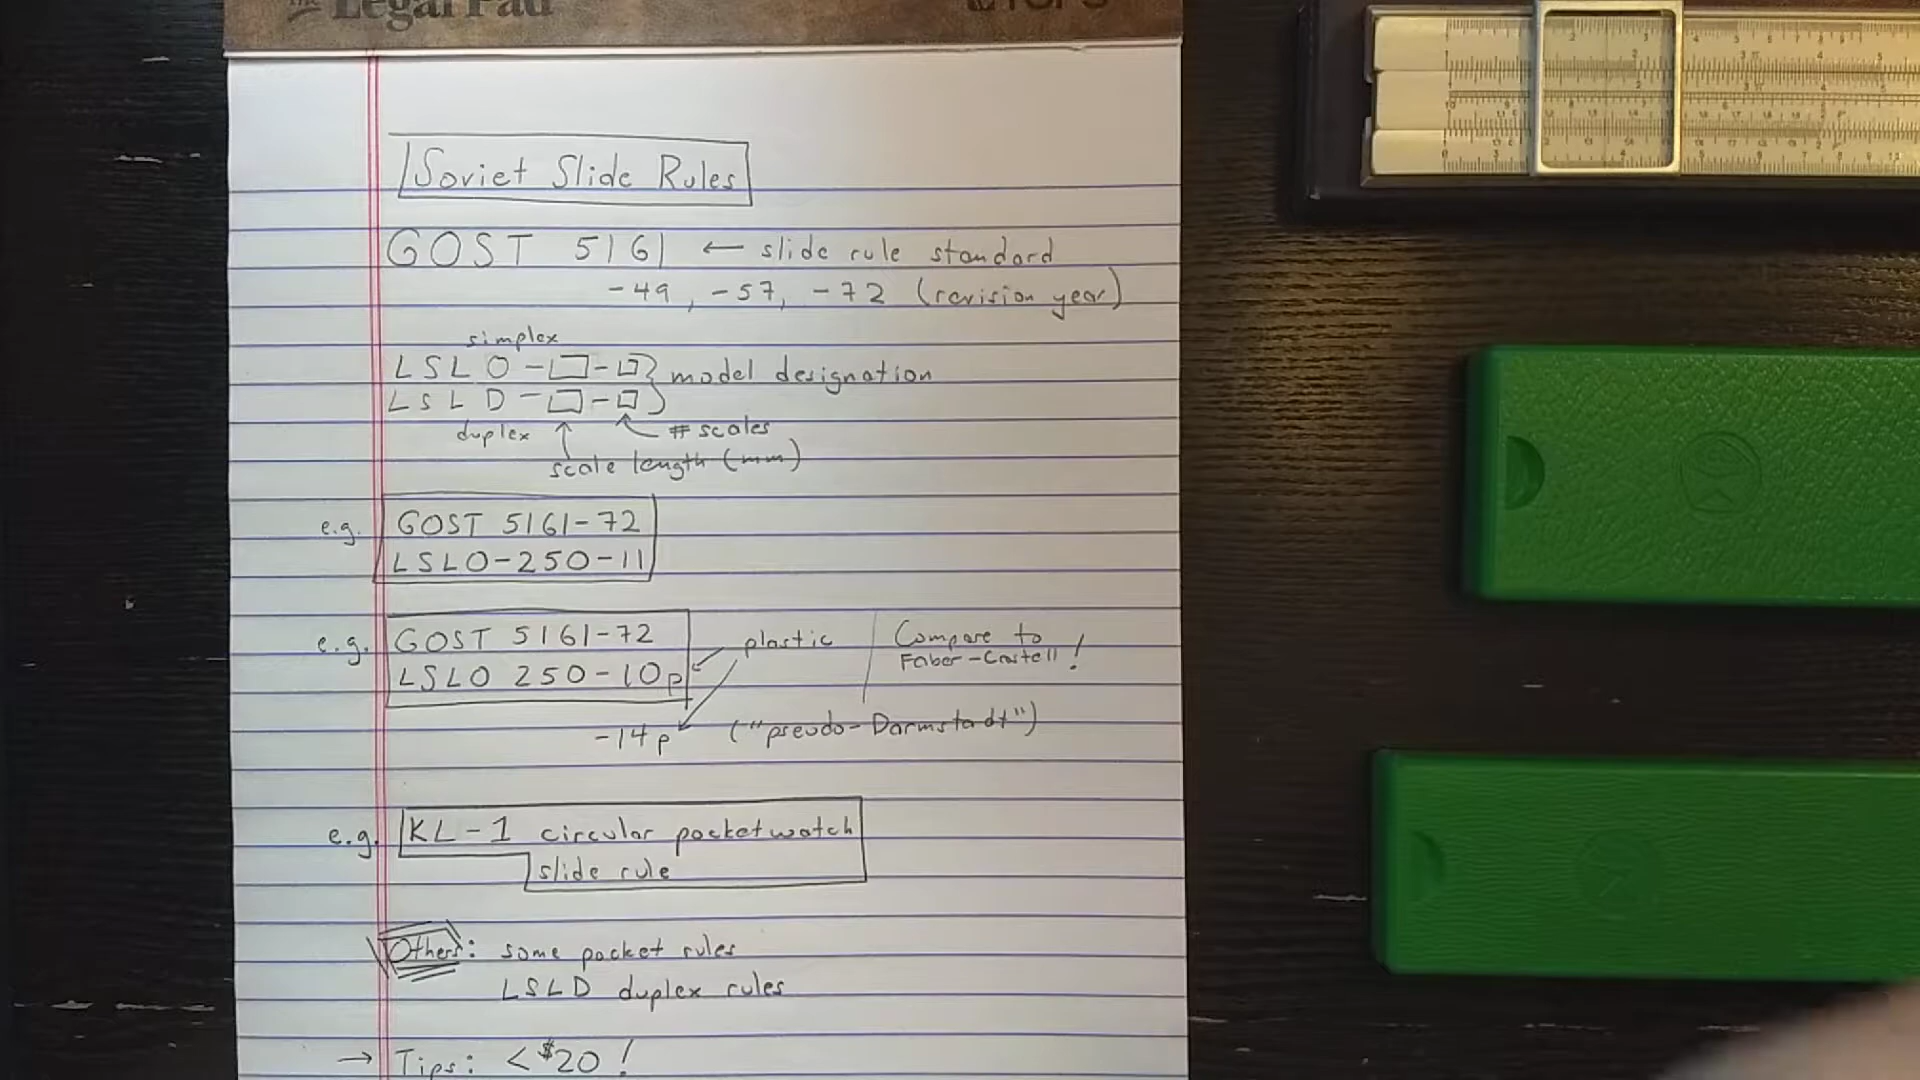 The Legal Pad TOPS
Soviet Slide Rules
GOST 5161 ← slide rule standard
-49, -57, -72 (revision year)
simplex
LSLO-□-□ } model designation
LSLD-□-□ }
duplex # scales
scale length (mm)
e.g. GOST 5161-72
LSLO-250-11
e.g. GOST 5161-72
LSLO 250-10p
plastic
Compare to
Faber-Castell!
-14p ("pseudo-Darmstadt")
e.g. KL-1 circular pocketwatch
slide rule
Others: some pocket rules
LSLD duplex rules
→ Tips: <$20!